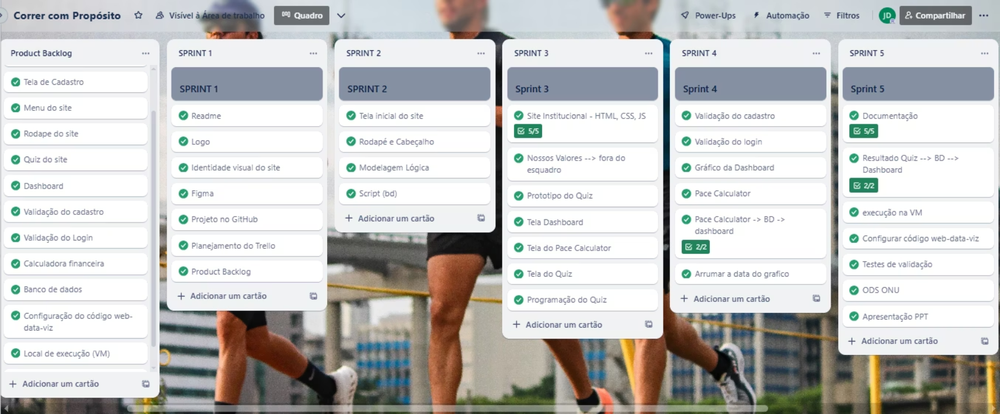 Correr com Propósito
Visível à Área de trabalho
Quadro
Power-Ups
Automação
Filtros
JD
Compartilhar
Product Backlog
Tela de Cadastro
Menu do site
Rodape do site
Quiz do site
Dashboard
Validação do cadastro
Validação do Login
Calculadora financeira
Banco de dados
Configuração do código web-
data-viz
Local de execução (VM)
Adicionar um cartão
SPRINT 1
SPRINT 1
Readme
Logo
Identidade visual do site
Figma
Projeto no GitHub
Planejamento do Trello
Product Backlog
Adicionar um cartão
SPRINT 2
SPRINT 2
Tela inicial do site
Rodapé e Cabeçalho
Modelagem Lógica
Script (bd)
Adicionar um cartão
SPRINT 3
Sprint 3
Site Institucional - HTML, CSS, JS
5/5
Nossos Valores --> fora do
esquadro
Prototipo do Quiz
Tela Dashboard
Tela do Pace Calculator
Tela do Quiz
Programação do Quiz
Adicionar um cartão
SPRINT 4
Sprint 4
Validação do cadastro
Validação do login
Gráfico da Dashboard
Pace Calculator
Pace Calculator -> BD ->
dashboard
2/2
Arrumar a data do grafico
Adicionar um cartão
SPRINT 5
Sprint 5
Documentação
5/5
Resultado Quiz --> BD -->
Dashboard
2/2
execução na VM
Configurar código web-data-viz
Testes de validação
ODS ONU
Apresentação PPT
Adicionar um cartão